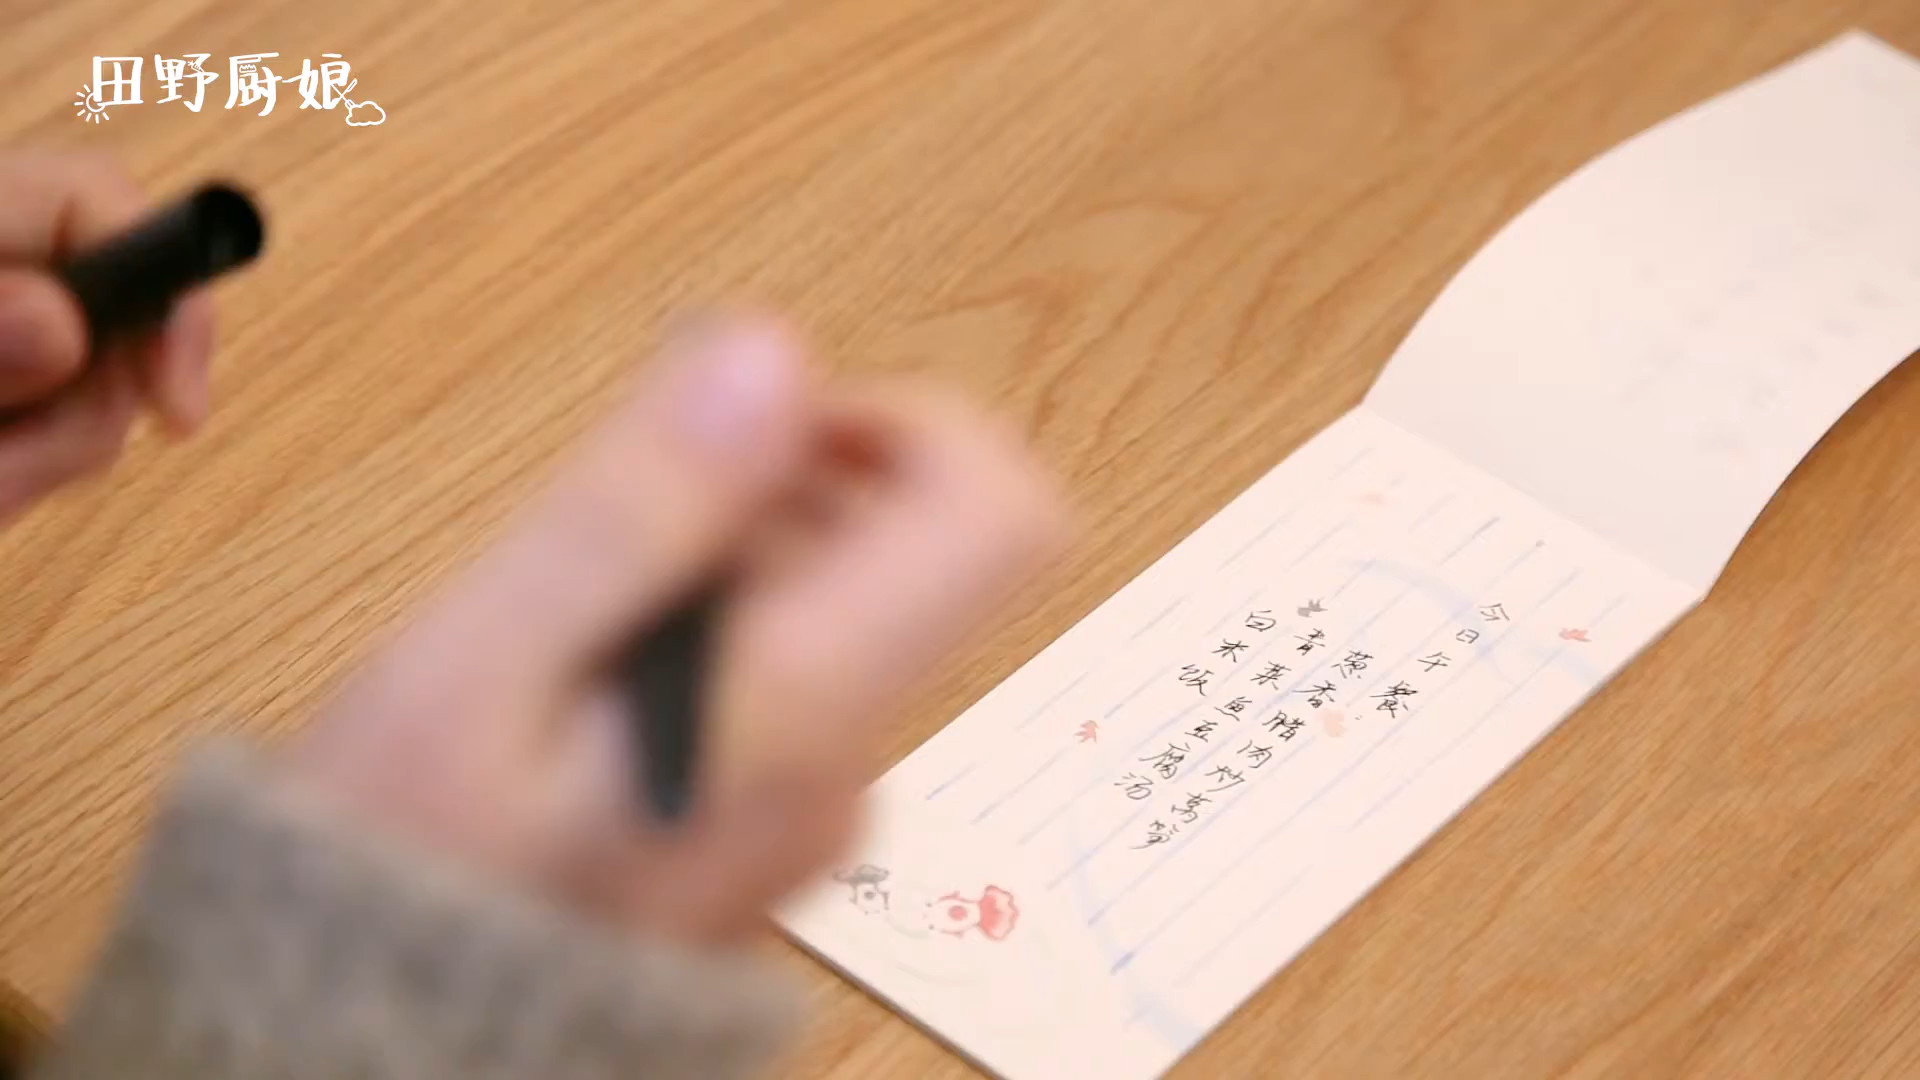 田野厨娘
今日午餐
葱香腊肉炒莴笋
青菜鱼豆腐汤
白米饭